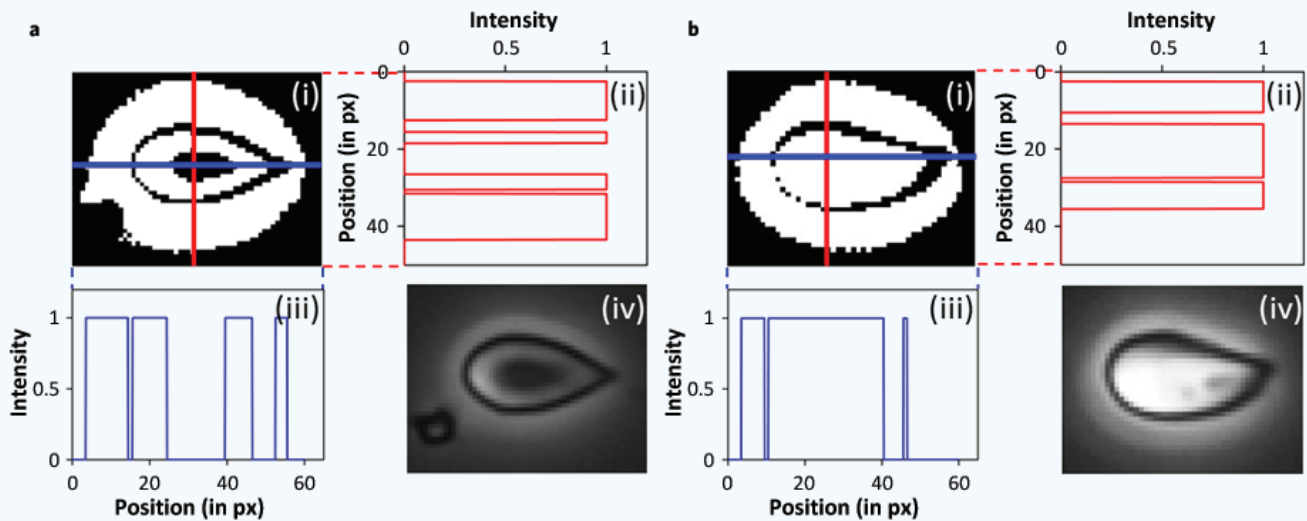 a
Intensity
0 0.5 1
(i)
(ii)
Position (in px)
0
20
40
(iii)
Intensity
1
0.5
0
0 20 40 60
Position (in px)
(iv)
b
Intensity
0 0.5 1
(i)
(ii)
Position (in px)
0
20
40
(iii)
Intensity
1
0.5
0
0 20 40 60
Position (in px)
(iv)